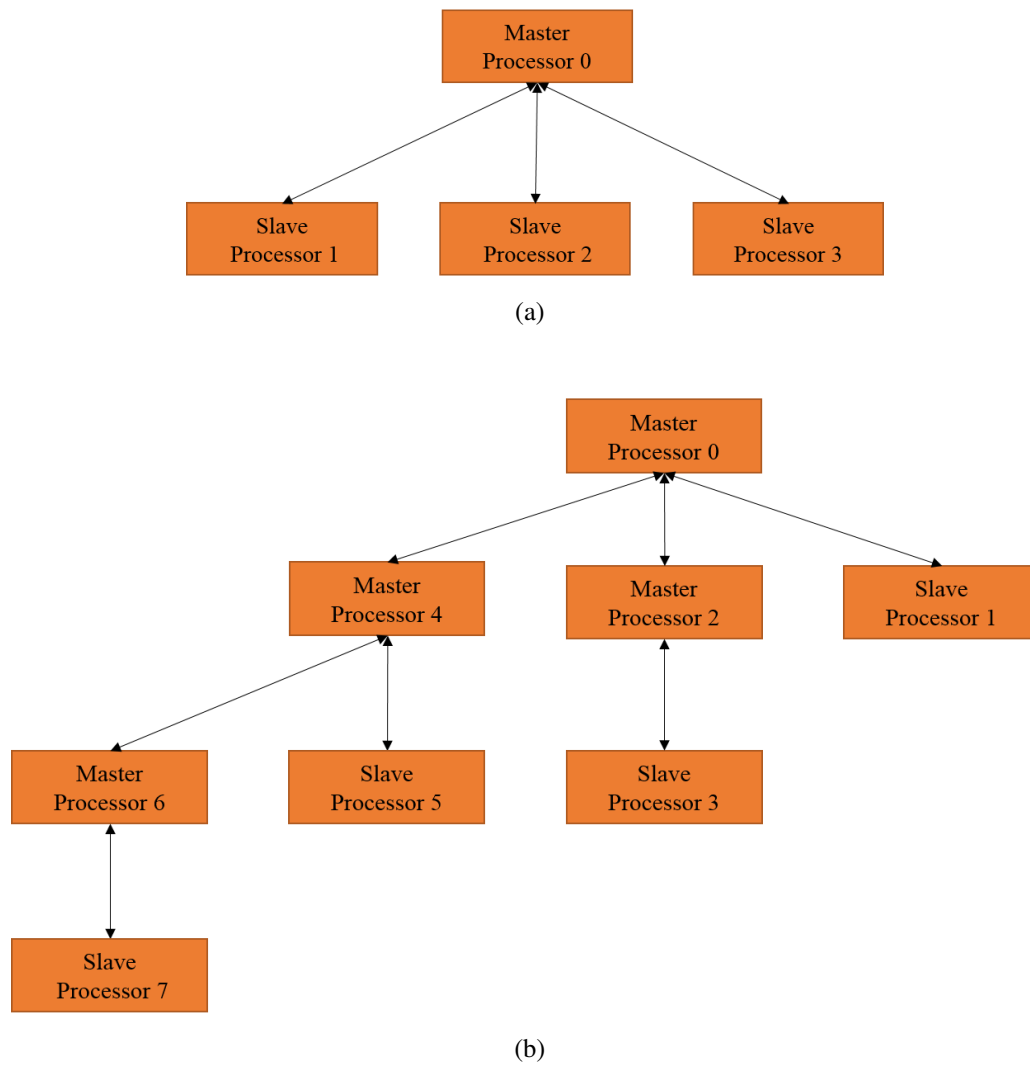 Master
Processor 0
Slave
Processor 1
Slave
Processor 2
Slave
Processor 3
(a)
Master
Processor 0
Master
Processor 4
Master
Processor 2
Slave
Processor 1
Master
Processor 6
Slave
Processor 5
Slave
Processor 3
Slave
Processor 7
(b)